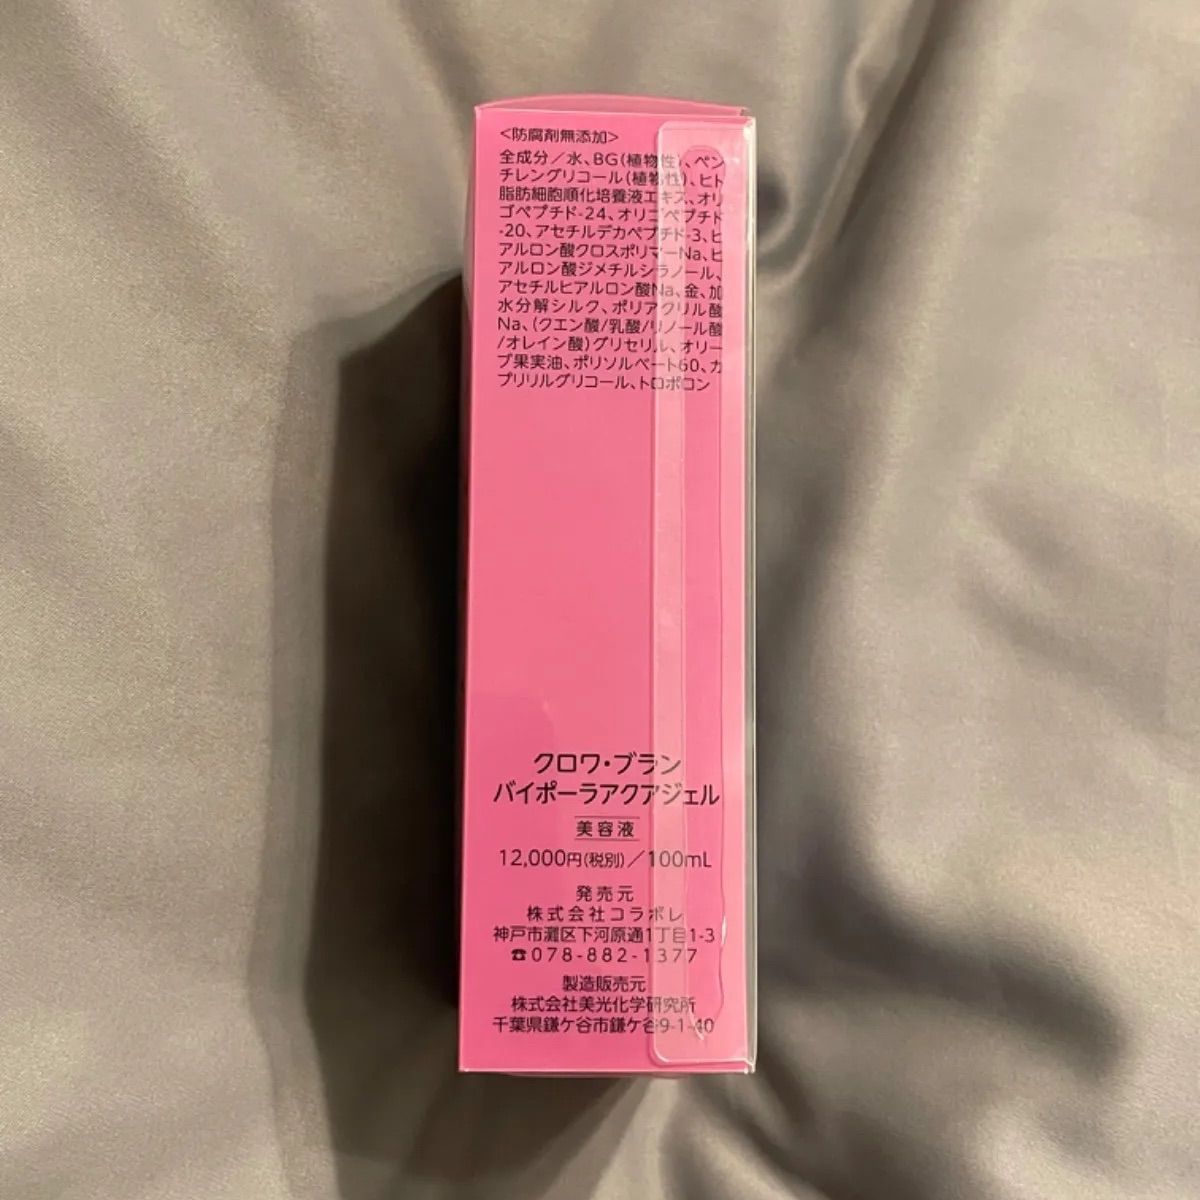 <防腐剤無添加>
全成分／水、BG(植物性)、ペン
チレングリコール(植物性)、ヒト
脂肪細胞順化培養液エキス、オリ
ゴペプチド-24、オリゴペプチド
-20、アセチルデカペプチド-3、ヒ
アルロン酸クロスポリマーNa、ヒ
アルロン酸ジメチルシラノール、
アセチルヒアルロン酸Na、金、加
水分解シルク、ポリアクリル酸
Na、(クエン酸/乳酸/リノール酸
/オレイン酸)グリセリル、オリー
ブ果実油、ポリソルベート60、カ
プリリルグリコール、トロポロン
クロワ・ブラン
バイポーラアクアジェル
美容液
12,000円(税別)／100mL
発売元
株式会社コラボレ
神戸市灘区下河原通1丁目1-3
☎078-882-1377
製造販売元
株式会社美光化学研究所
千葉県鎌ケ谷市鎌ケ谷9-1-40